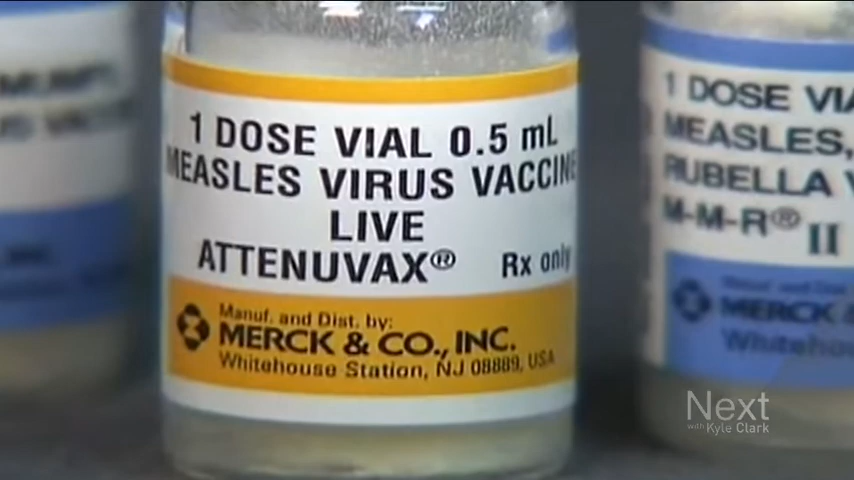 1 DOSE VIAL 0.5 mL
MEASLES VIRUS VACCINE
LIVE
ATTENUVAX® Rx only
Manuf. and Dist. by:
MERCK & CO., INC.
Whitehouse Station, NJ 08889, USA
1 DOSE
MEASLES,
RUBELLA
M-M-R® II
MERCK &
Next
with Kyle Clark